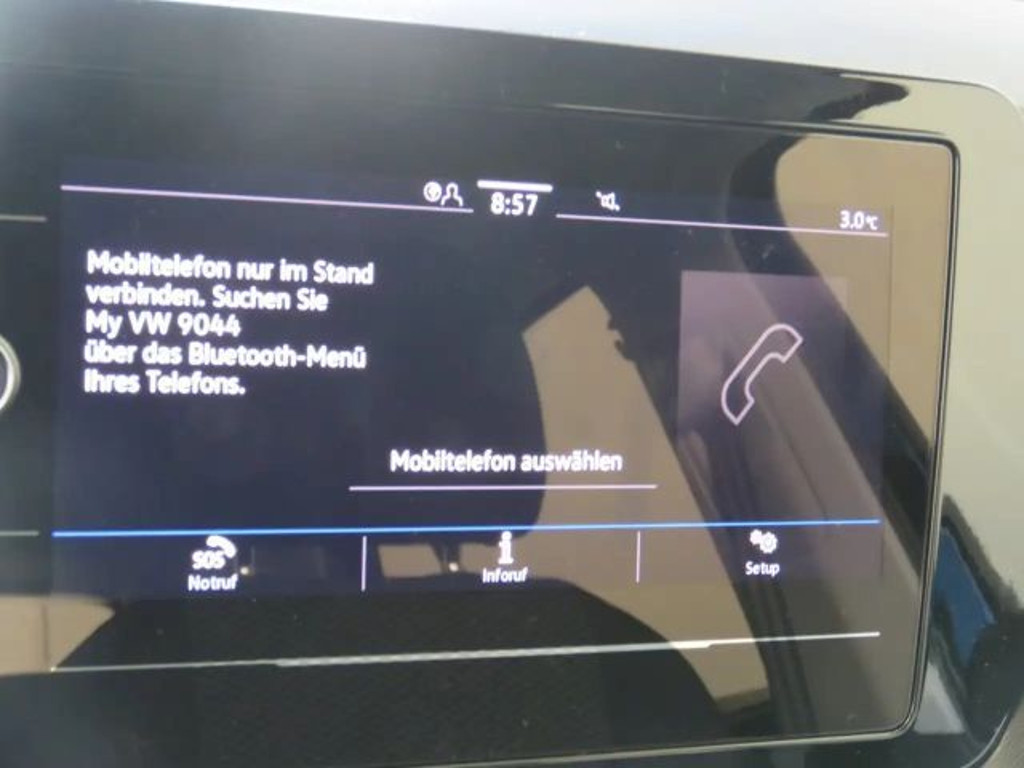 8:57
3.0°C
Mobiltelefon nur im Stand
verbinden. Suchen Sie
My VW 9044
über das Bluetooth-Menü
Ihres Telefons.
Mobiltelefon auswählen
SOS
Notruf
Inforuf
Setup